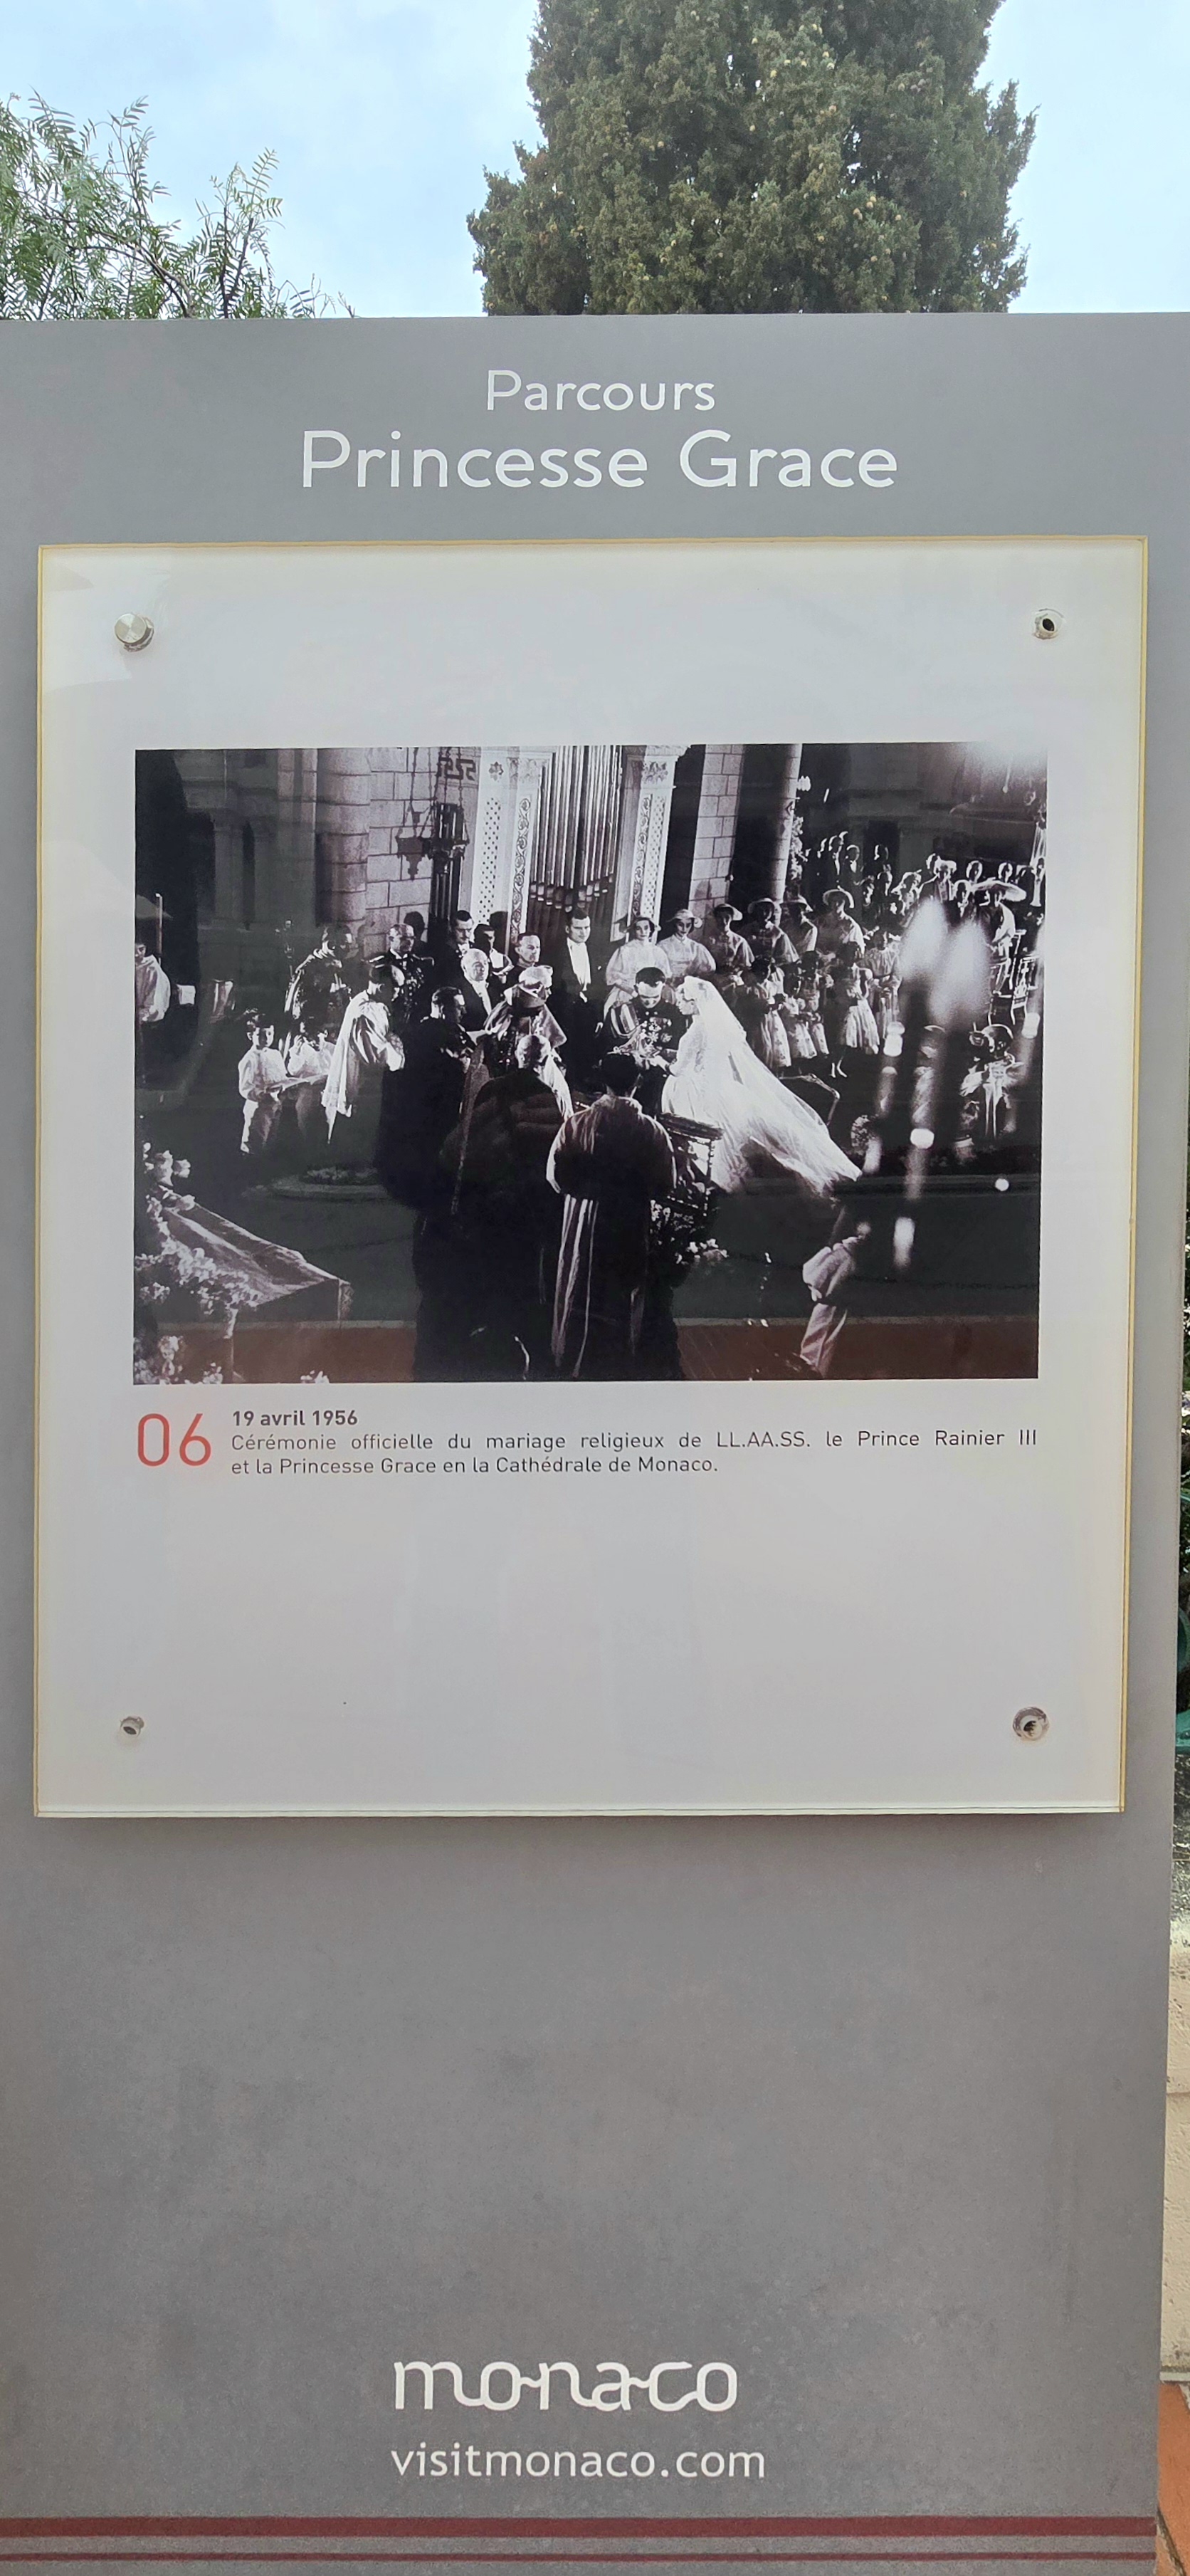 Parcours
Princesse Grace
06
19 avril 1956
Cérémonie officielle du mariage religieux de LL.AA.SS. le Prince Rainier III
et la Princesse Grace en la Cathédrale de Monaco.
monaco
visitmonaco.com